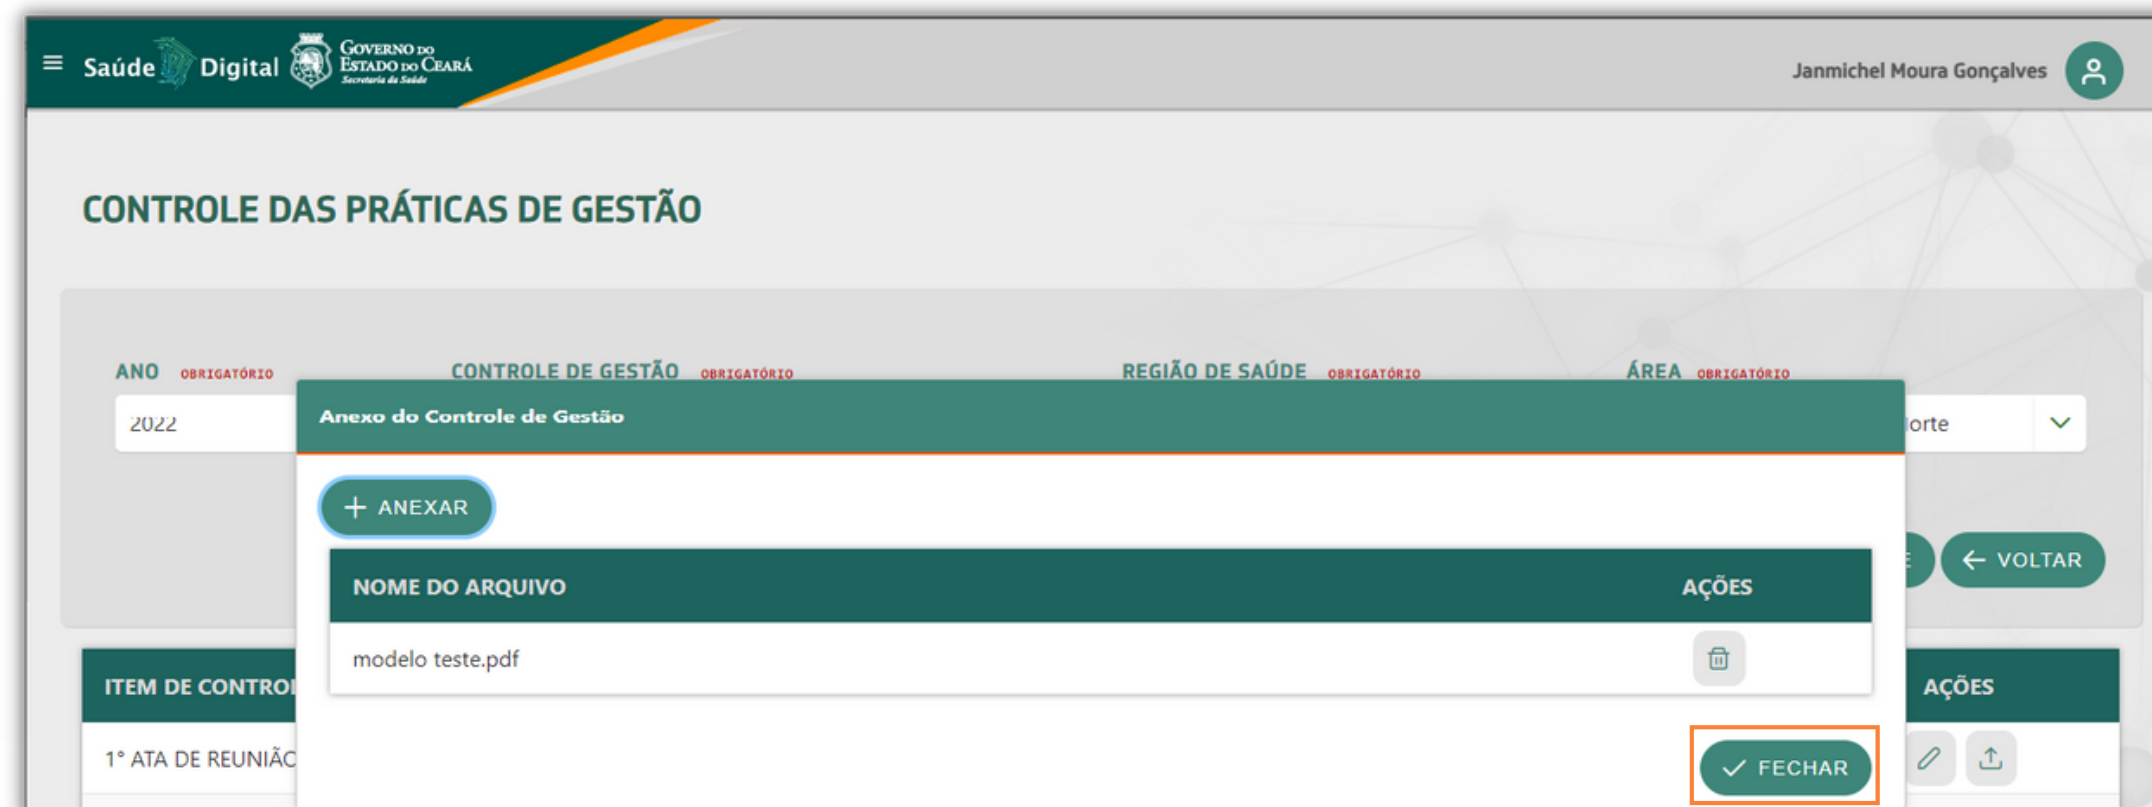 Saúde Digital
GOVERNO DO
ESTADO DO CEARÁ
Secretaria da Saúde
Janmichel Moura Gonçalves
CONTROLE DAS PRÁTICAS DE GESTÃO
ANO OBRIGATÓRIO
CONTROLE DE GESTÃO OBRIGATÓRIO
REGIÃO DE SAÚDE OBRIGATÓRIO
ÁREA OBRIGATÓRIO
2022
Anexo do Controle de Gestão
orte
+ ANEXAR
VOLTAR
NOME DO ARQUIVO
AÇÕES
modelo teste.pdf
ITEM DE CONTROL
AÇÕES
1° ATA DE REUNIÃO
FECHAR